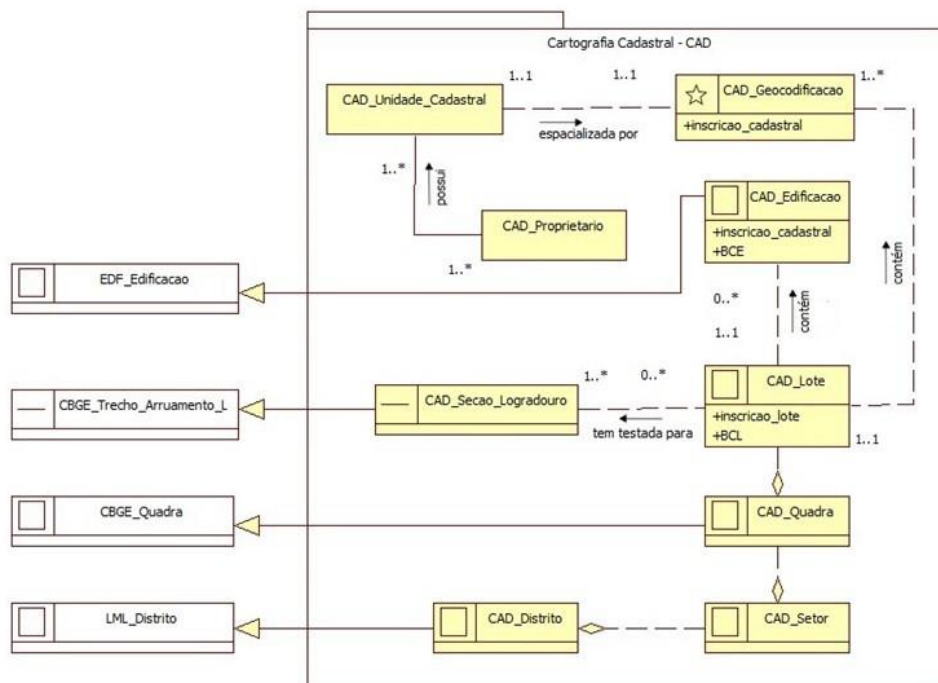 Cartografia Cadastral - CAD
1..1
1..1
1..*
CAD_Unidade_Cadastral
CAD_Geocodificacao
+inscricao_cadastral
espacializada por
1..*
possui
CAD_Proprietario
1..*
CAD_Edificacao
+inscricao_cadastral
+BCE
contém
EDF_Edificacao
0..*
1..1
contém
CBGE_Trecho_Arruamento_L
CAD_Secao_Logradouro
1..*
0..*
tem testada para
CAD_Lote
+inscricao_lote
+BCL
1..1
CBGE_Quadra
CAD_Quadra
LML_Distrito
CAD_Distrito
CAD_Setor